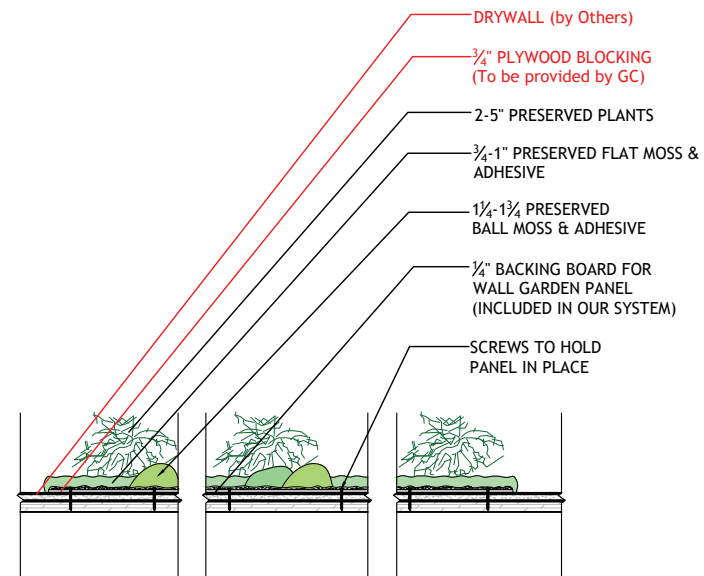 DRYWALL (by Others)
¾" PLYWOOD BLOCKING
(To be provided by GC)
2-5" PRESERVED PLANTS
¾-1" PRESERVED FLAT MOSS &
ADHESIVE
1¼-1¾ PRESERVED
BALL MOSS & ADHESIVE
¼" BACKING BOARD FOR
WALL GARDEN PANEL
(INCLUDED IN OUR SYSTEM)
SCREWS TO HOLD
PANEL IN PLACE